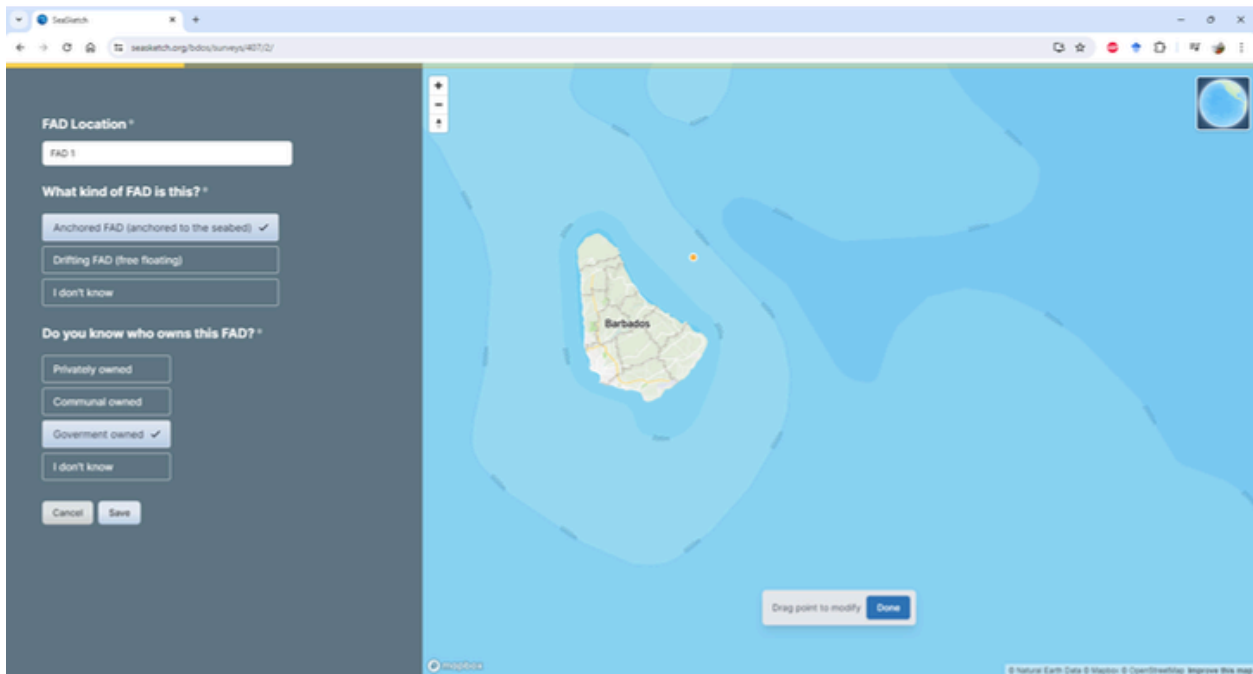 SeaSketch
seasketch.org/bdos/surveys/407/2/
FAD Location *
FAD 1
What kind of FAD is this? *
Anchored FAD (anchored to the seabed)
Drifting FAD (free floating)
I don't know
Do you know who owns this FAD? *
Privately owned
Communal owned
Goverment owned
I don't know
Cancel Save
Barbados
Drag point to modify Done
mapbox
© Natural Earth Data © Mapbox © OpenStreetMap Improve this map